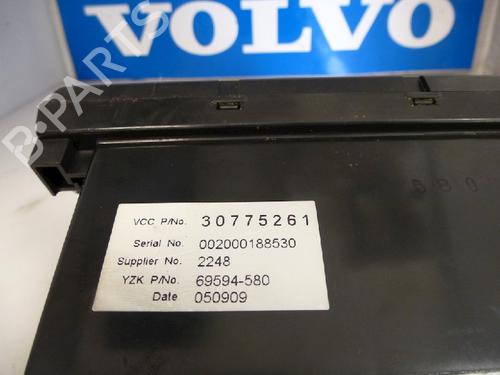 VOLVO
B-PARTS
VCC P/No. 30775261
Serial No. 002000188530
Supplier No. 2248
YZK P/No. 69594-580
Date 050909